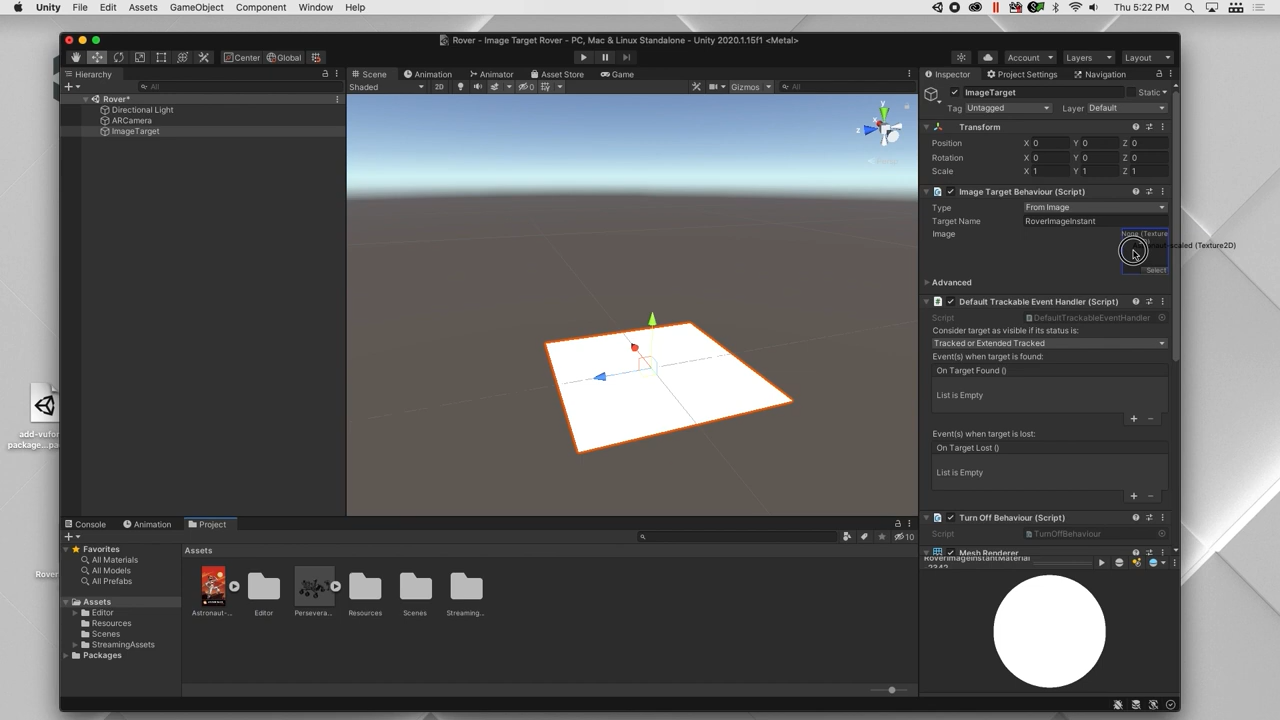 Unity File Edit Assets GameObject Component Window Help Thu 5:22 PM
Rover - Image Target Rover - PC, Mac & Linux Standalone - Unity 2020.1.15f1 <Metal>
Center Global Account Layers Layout
Hierarchy Scene Animation Animator Asset Store Game Inspector Project Settings Navigation
All Shaded 2D 0 Gizmos All ImageTarget Static
Rover*
Directional Light
ARCamera
ImageTarget
y
x
z
Tag Untagged Layer Default
Transform
Position X 0 Y 0 Z 0
Rotation X 0 Y 0 Z 0
Scale X 1 Y 1 Z 1
Image Target Behaviour (Script)
Type From Image
Target Name RoverImageInstant
Image None (Texture
scaled (Texture2D)
Select
Advanced
Default Trackable Event Handler (Script)
Script DefaultTrackableEventHandler
Consider target as visible if its status is:
Tracked or Extended Tracked
Event(s) when target is found:
On Target Found ()
List is Empty
Event(s) when target is lost:
On Target Lost ()
List is Empty
Turn Off Behaviour (Script)
Script TurnOffBehaviour
Mesh Renderer
RoverImageInstantMaterial
add-vufor
package...pa
Rover
Console Animation Project
10
Favorites
All Materials
All Models
All Prefabs
Assets
Editor
Resources
Scenes
StreamingAssets
Packages
Assets
Astronaut-... Editor Persevera... Resources Scenes Streaming...